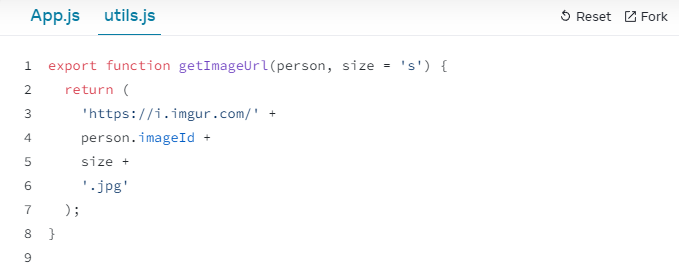 App.js utils.js Reset Fork
1 export function getImageUrl(person, size = 's') {
2   return (
3     'https://i.imgur.com/' +
4     person.imageId +
5     size +
6     '.jpg'
7   );
8 }
9